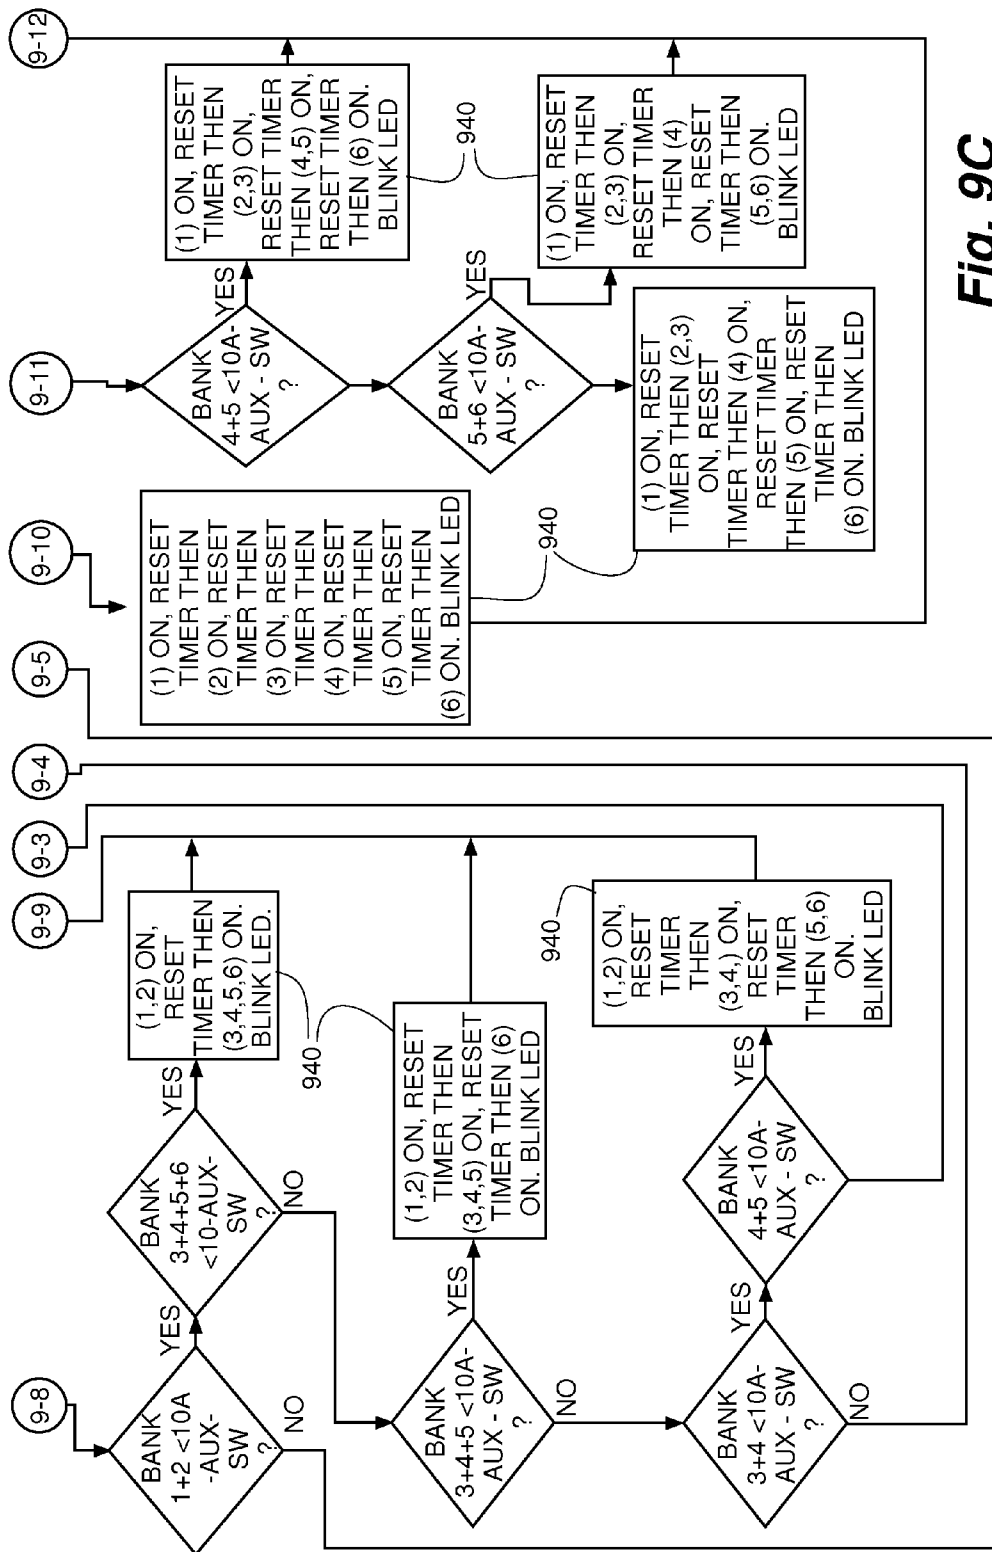 9-8
9-9
9-3
9-4
9-5
9-10
9-11
9-12
BANK
1+2 <10A
-AUX-
SW
?
YES
NO
BANK
3+4+5+6
<10-AUX-
SW
?
YES
NO
(1,2) ON,
RESET
TIMER THEN
(3,4,5,6) ON.
BLINK LED.
940
BANK
3+4+5 <10A-
AUX - SW
?
YES
NO
(1,2) ON, RESET
TIMER THEN
(3,4,5) ON, RESET
TIMER THEN (6)
ON. BLINK LED
BANK
3+4 <10A-
AUX - SW
?
YES
NO
BANK
4+5 <10A-
AUX - SW
?
YES
940
(1,2) ON,
RESET
TIMER
THEN
(3,4,) ON,
RESET
TIMER
THEN (5,6)
ON.
BLINK LED
(1) ON, RESET
TIMER THEN
(2) ON, RESET
TIMER THEN
(3) ON, RESET
TIMER THEN
(4) ON, RESET
TIMER THEN
(5) ON, RESET
TIMER THEN
(6) ON. BLINK LED
940
BANK
4+5 <10A-
AUX - SW
?
YES
(1) ON, RESET
TIMER THEN
(2,3) ON,
RESET TIMER
THEN (4,5) ON,
RESET TIMER
THEN (6) ON.
BLINK LED
940
BANK
5+6 <10A-
AUX - SW
?
YES
(1) ON, RESET
TIMER THEN
(2,3) ON,
RESET TIMER
THEN (4)
ON, RESET
TIMER THEN
(5,6) ON.
BLINK LED
(1) ON, RESET
TIMER THEN (2,3)
ON, RESET
TIMER THEN (4) ON,
RESET TIMER
THEN (5) ON, RESET
TIMER THEN
(6) ON. BLINK LED
Fig. 9C